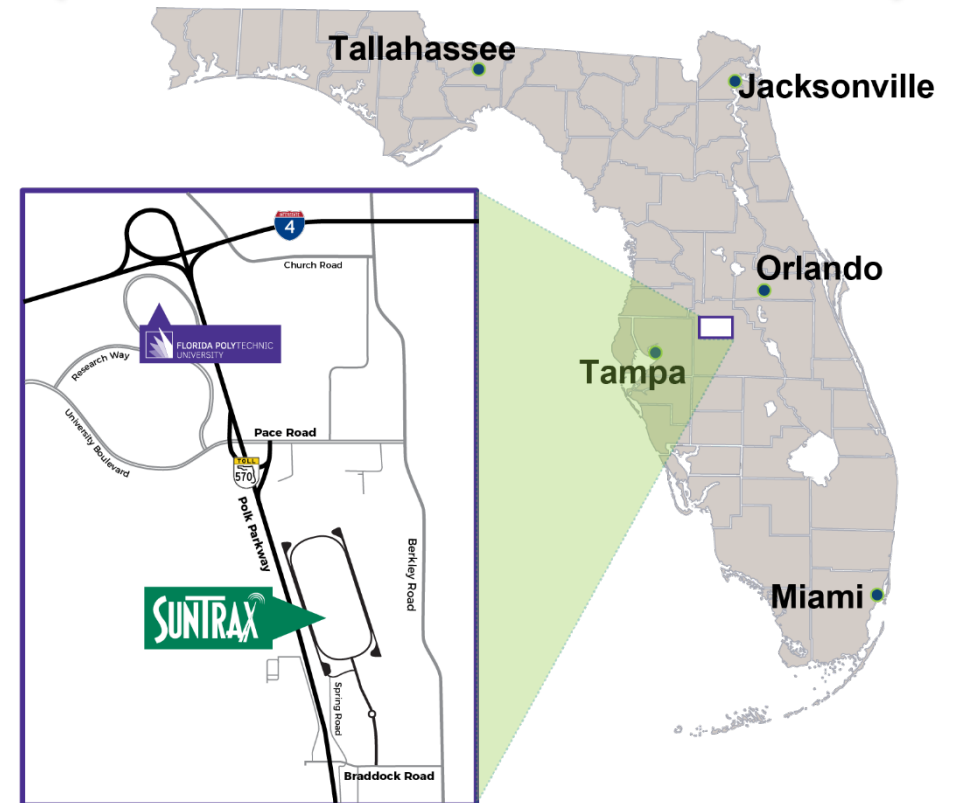 Tallahassee
Jacksonville
Orlando
Tampa
Miami
INTERSTATE
4
Church Road
FLORIDA POLYTECHNIC
UNIVERSITY
Research Way
University Boulevard
Pace Road
TOLL
570
Polk Parkway
Berkley Road
SUNTRAX
Spring Road
Braddock Road